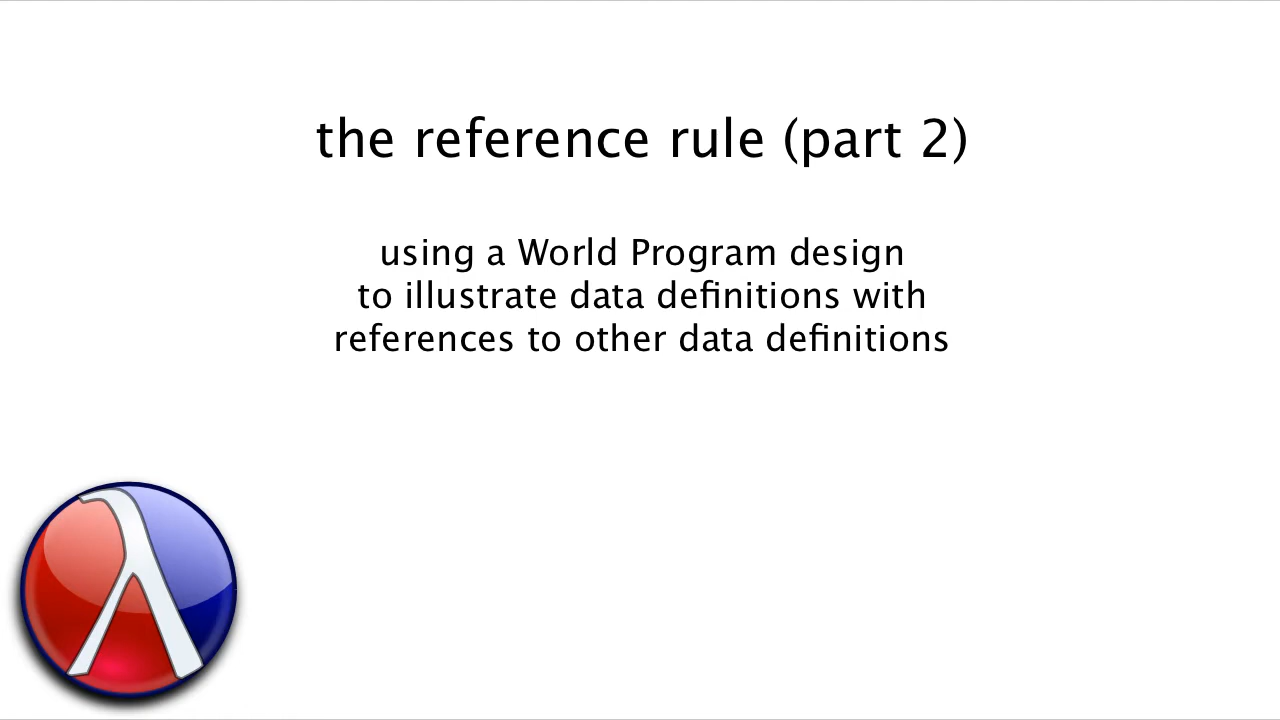 the reference rule (part 2)
using a World Program design
to illustrate data definitions with
references to other data definitions